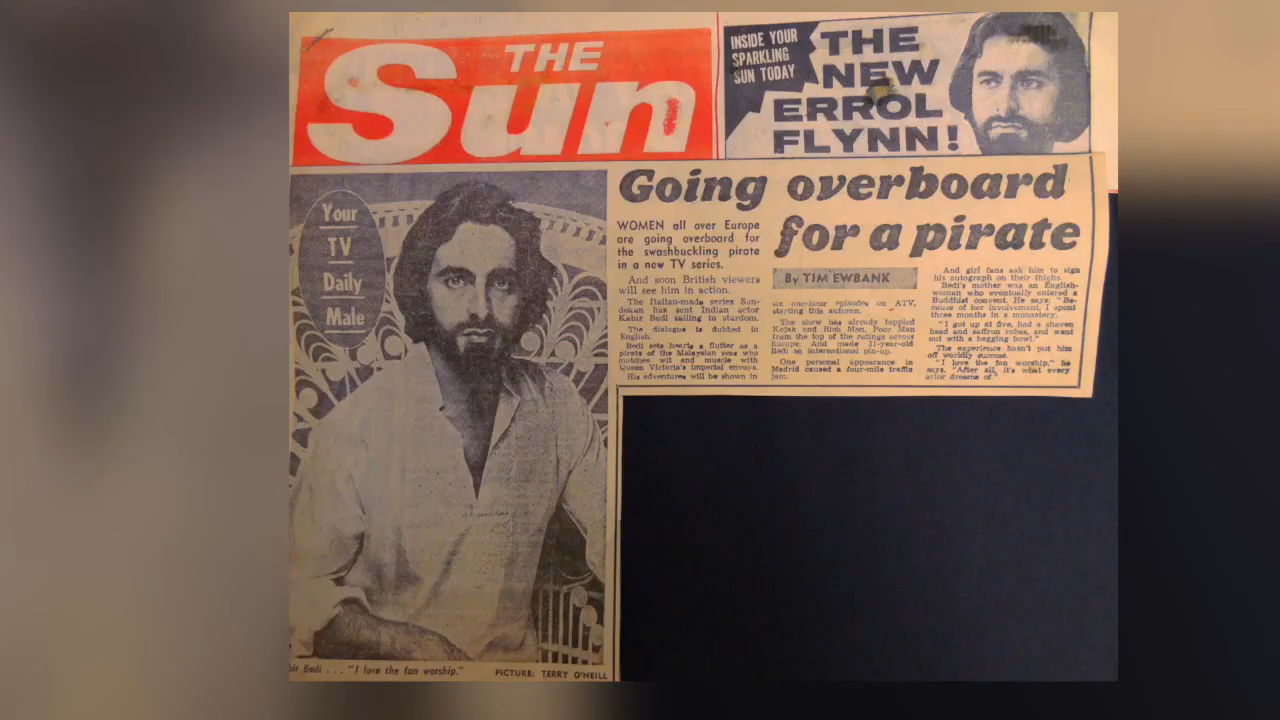 THE
Sun
INSIDE YOUR
SPARKLING
SUN TODAY
THE
NEW
ERROL
FLYNN!
Your
TV
Daily
Male
Going overboard
for a pirate
WOMEN all over Europe
are going overboard for
the swashbuckling pirate
in a new TV series.
And soon British viewers
will see him in action.
The Italian-made series San-
dokan has sent Indian actor
Kabir Bedi sailing to stardom.
The dialogue is dubbed in
English.
Bedi sets hearts a flutter as a
pirate of the Malaysian seas who
matches wit and muscle with
Queen Victoria's imperial envoys.
His adventures will be shown in
By TIM EWBANK
six one-hour episodes on ATV,
starting this autumn.
The show has already toppled
Kojak and Rich Man, Poor Man
from the top of the ratings across
Europe. And made 31-year-old
Bedi an international pin-up.
One personal appearance in
Madrid caused a four-mile traffic
jam.
And girl fans ask him to sign
his autograph on their thighs.
Bedi's mother was an English-
woman who eventually entered a
Buddhist convent. He says: "Be-
cause of her involvement, I spent
three months in a monastery.
"I got up at five, had a shaven
head and saffron robes, and went
out with a begging bowl."
The experience hasn't put him
off worldly success.
"I love the fan worship," he
says. "After all, it's what every
actor dreams of."
bir Bedi . . . "I love the fan worship."
PICTURE: TERRY O'NEILL